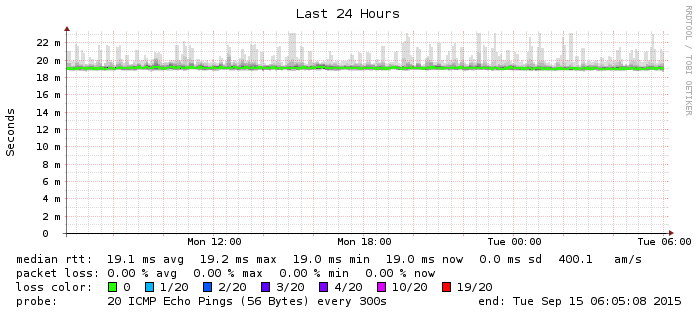 Last 24 Hours
RRDTOOL / TOBI OETIKER
Seconds
22 m
20 m
18 m
16 m
14 m
12 m
10 m
8 m
6 m
4 m
2 m
0
Mon 12:00 Mon 18:00 Tue 00:00 Tue 06:00
median rtt: 19.1 ms avg 19.2 ms max 19.0 ms min 19.0 ms now 0.0 ms sd 400.1 am/s
packet loss: 0.00 % avg 0.00 % max 0.00 % min 0.00 % now
loss color: 0 1/20 2/20 3/20 4/20 10/20 19/20
probe: 20 ICMP Echo Pings (56 Bytes) every 300s end: Tue Sep 15 06:05:08 2015